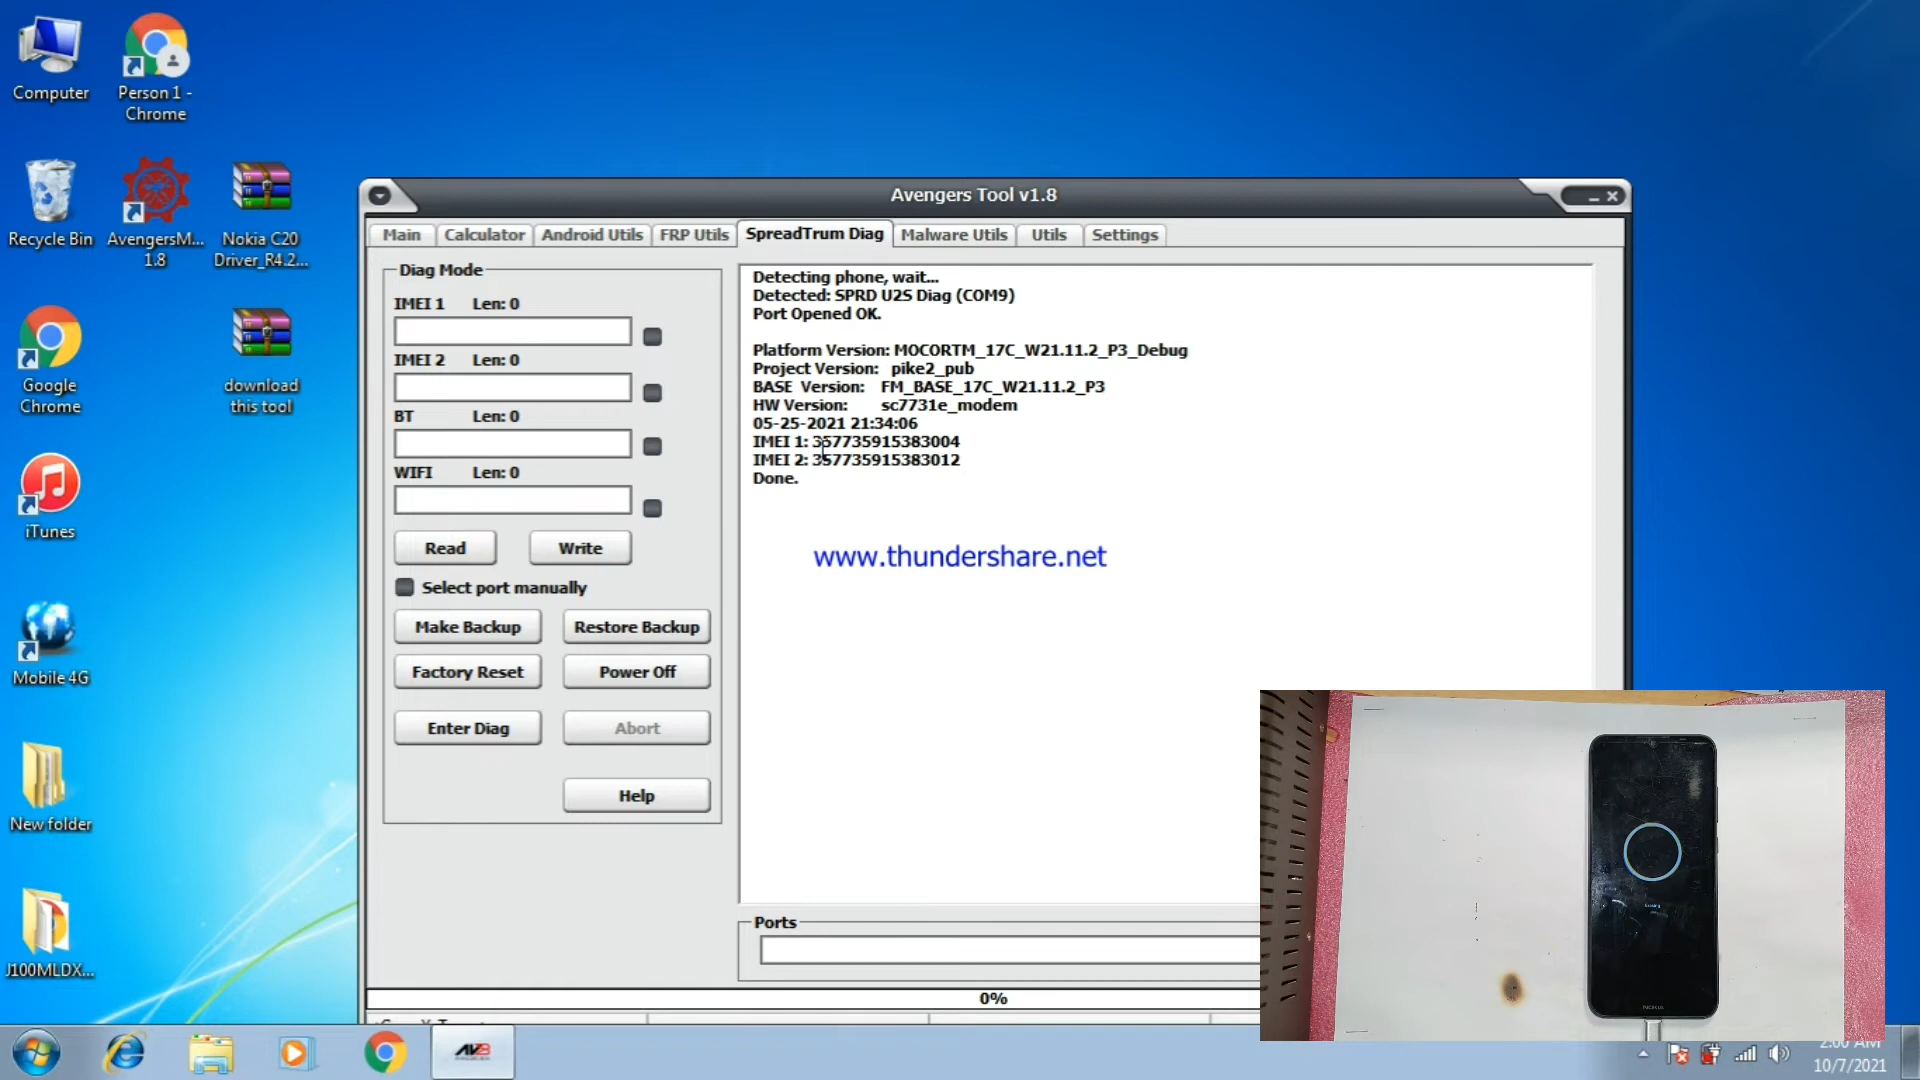 Computer
Person 1 -
Chrome
Recycle Bin
AvengersM...
1.8
Nokia C20
Driver_R4.2...
Google
Chrome
download
this tool
iTunes
Mobile 4G
New folder
J100MLDX...
Avengers Tool v1.8
Main
Calculator
Android Utils
FRP Utils
SpreadTrum Diag
Malware Utils
Utils
Settings
Diag Mode
IMEI 1 Len: 0
IMEI 2 Len: 0
BT Len: 0
WIFI Len: 0
Read
Write
Select port manually
Make Backup
Restore Backup
Factory Reset
Power Off
Enter Diag
Abort
Help
Detecting phone, wait...
Detected: SPRD U2S Diag (COM9)
Port Opened OK.
Platform Version: MOCORTM_17C_W21.11.2_P3_Debug
Project Version: pike2_pub
BASE Version: FM_BASE_17C_W21.11.2_P3
HW Version: sc7731e_modem
05-25-2021 21:34:06
IMEI 1: 357735915383004
IMEI 2: 357735915383012
Done.
www.thundershare.net
Ports
0%
NOKIA
2:00 AM
10/7/2021